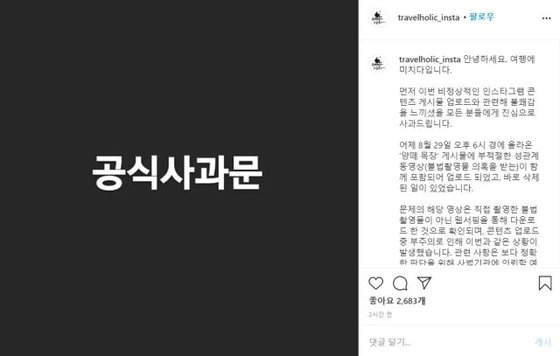 공식사과문
travelholic_insta • 팔로우
travelholic_insta 안녕하세요. 여행에
미치다입니다.
먼저 이번 비정상적인 인스타그램 콘
텐츠 게시물 업로드와 관련해 불쾌감
을 느끼셨을 모든 분들에게 진심으로
사과드립니다.
어제 8월 29일 오후 6시 경에 올라온
'양떼 목장' 게시물에 부적절한 성관계
동영상(불법촬영물 의혹을 받는)이 함
께 포함되어 업로드 되었고, 바로 삭제
된 일이 있었습니다.
문제의 해당 영상은 직접 촬영한 불법
촬영물이 아닌 웹서핑을 통해 다운로
드 한 것으로 확인되며, 콘텐츠 업로드
중 부주의로 인해 이번과 같은 상황이
발생했습니다. 관련 사항은 보다 정확
한 판단을 위해 사법기관에 의뢰할 예
좋아요 2,683개
2시간 전
댓글 달기...
게시